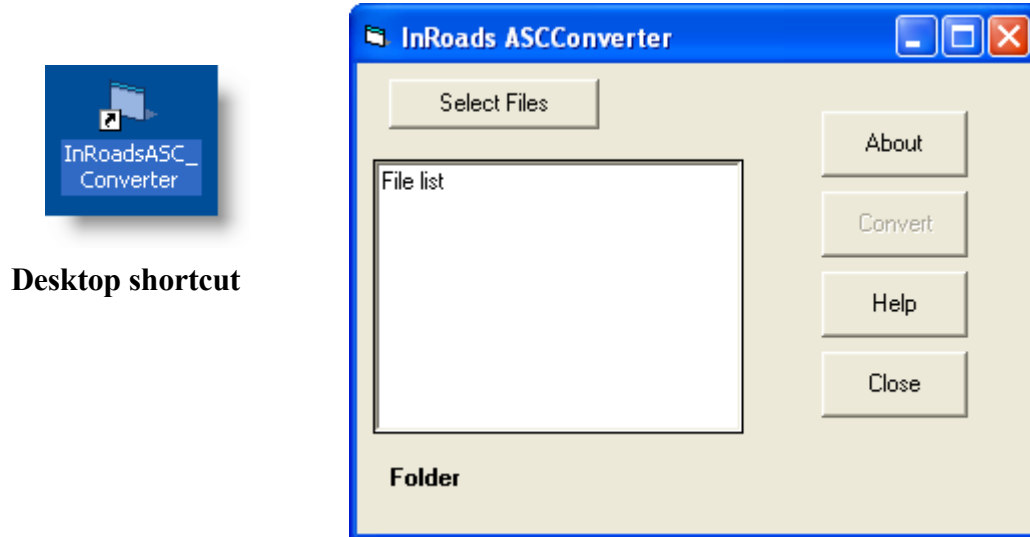 InRoadsASC_
Converter
Desktop shortcut
InRoads ASCConverter
Select Files
File list
About
Convert
Help
Close
Folder